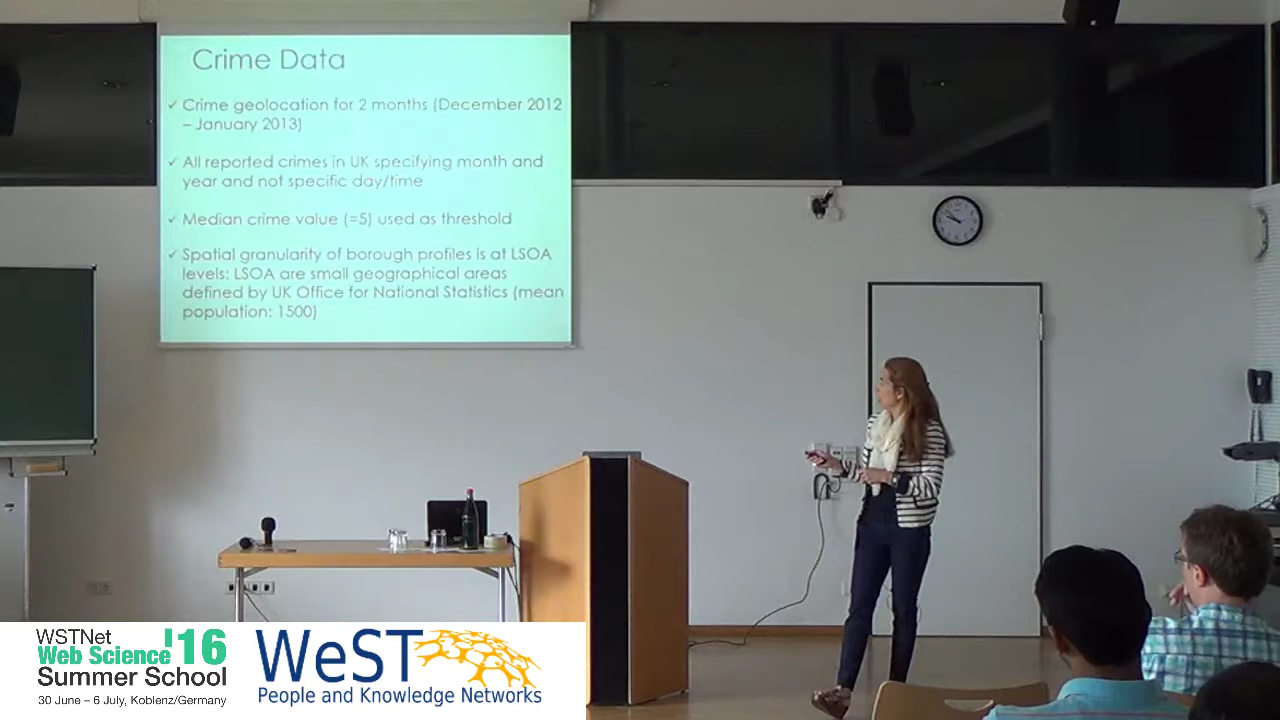 Crime Data
✓ Crime geolocation for 2 months (December 2012
– January 2013)
✓ All reported crimes in UK specifying month and
year and not specific day/time
✓ Median crime value (=5) used as threshold
✓ Spatial granularity of borough profiles is at LSOA
levels: LSOA are small geographical areas
defined by UK Office for National Statistics (mean
population: 1500)
WSTNet
Web Science '16
Summer School
30 June – 6 July, Koblenz/Germany
WeST
People and Knowledge Networks